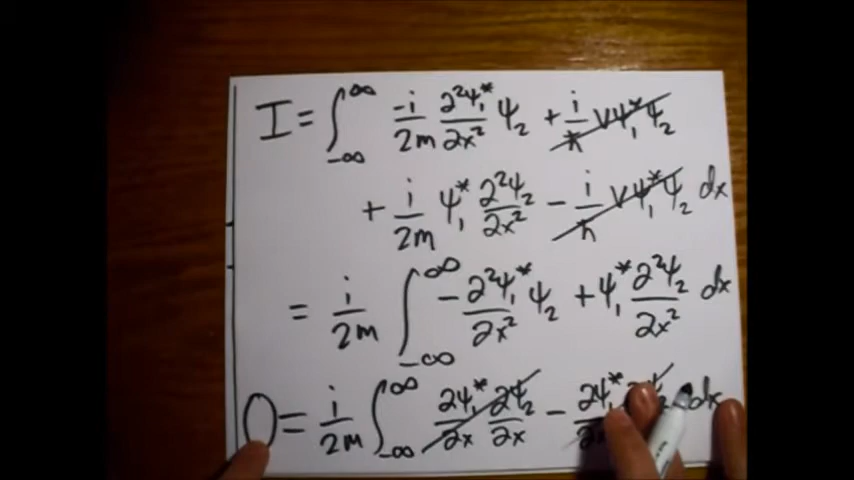 I = ∫_{-∞}^{∞} -i/2m ∂²ψ₁*/∂x² ψ₂ + i/ħ Vψ₁*ψ₂
+ i/2m ψ₁* ∂²ψ₂/∂x² - i/ħ Vψ₁*ψ₂ dx
= i/2m ∫_{-∞}^{∞} -∂²ψ₁*/∂x² ψ₂ + ψ₁* ∂²ψ₂/∂x² dx
0 = i/2m ∫_{-∞}^{∞} ∂ψ₁*/∂x ∂ψ₂/∂x - ∂ψ₁*/∂x dx